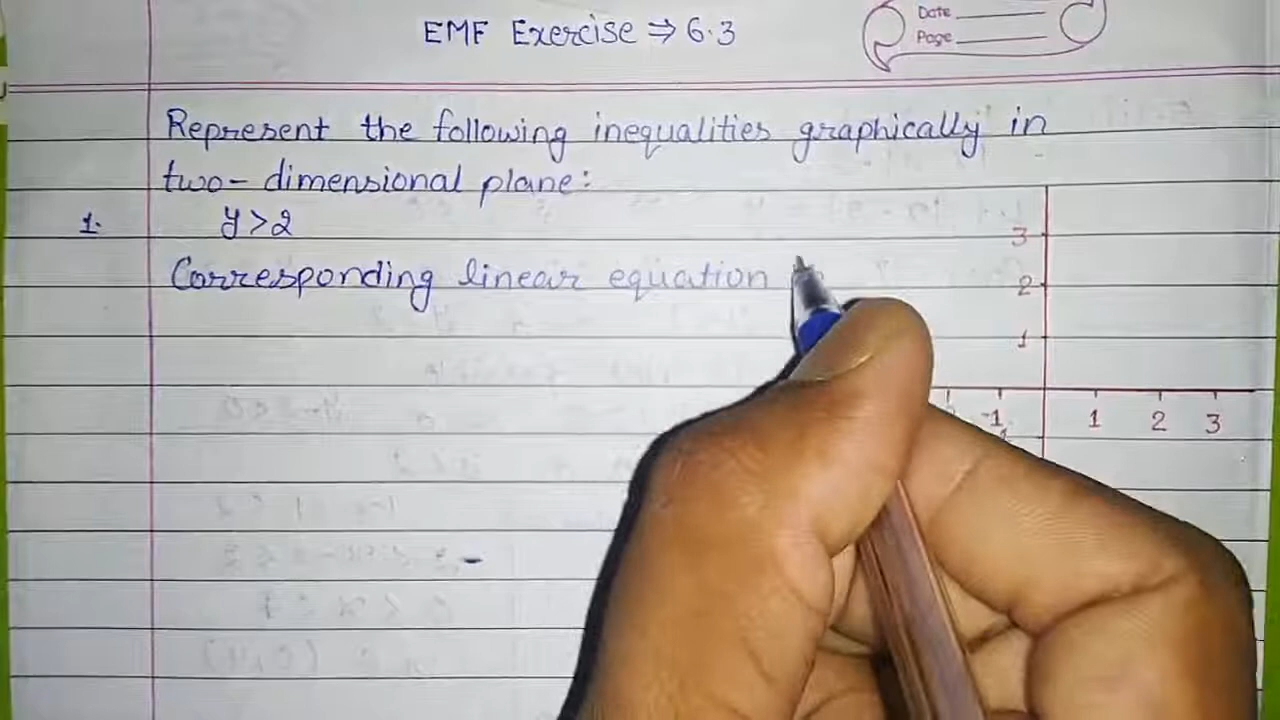 EMF Exercise ⇒ 6.3
Date
Page
Represent the following inequalities graphically in
two-dimensional plane:
1. y>2
Corresponding linear equation
3
2
1
-1 1 2 3